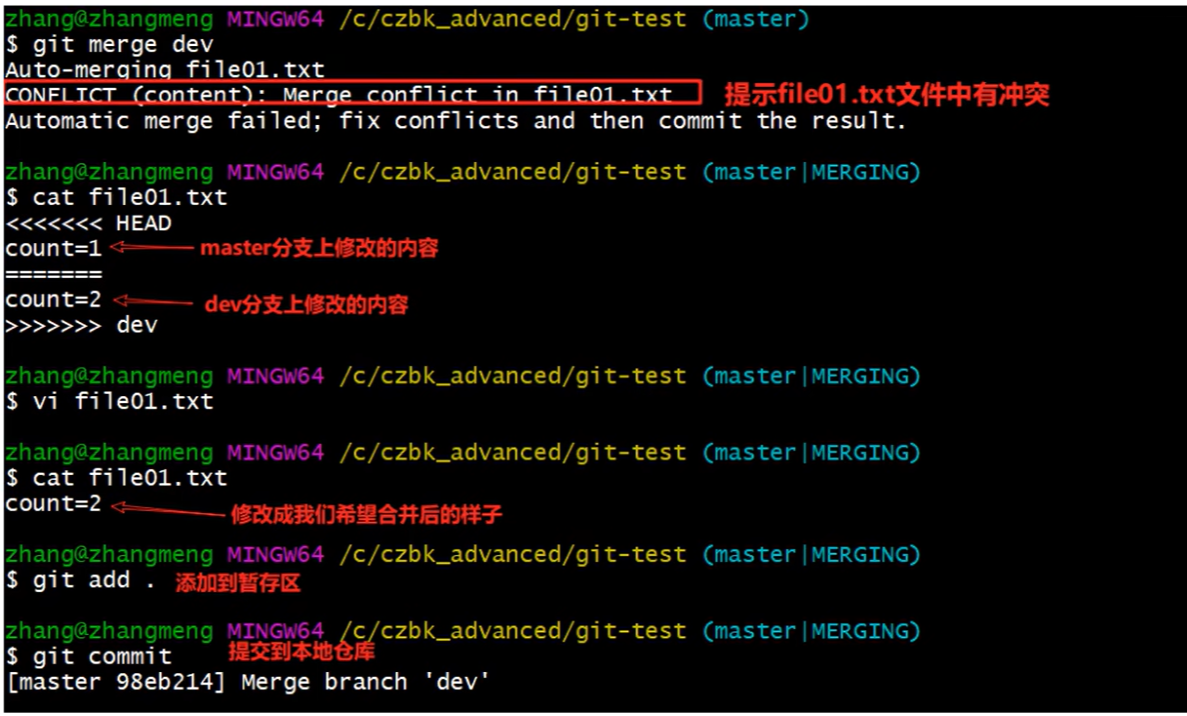 zhang@zhangmeng MINGW64 /c/czbk_advanced/git-test (master)
$ git merge dev
Auto-merging file01.txt
CONFLICT (content): Merge conflict in file01.txt 提示file01.txt文件中有冲突
Automatic merge failed; fix conflicts and then commit the result.
zhang@zhangmeng MINGW64 /c/czbk_advanced/git-test (master|MERGING)
$ cat file01.txt
<<<<<<< HEAD
count=1 master分支上修改的内容
=======
count=2 dev分支上修改的内容
>>>>>>> dev
zhang@zhangmeng MINGW64 /c/czbk_advanced/git-test (master|MERGING)
$ vi file01.txt
zhang@zhangmeng MINGW64 /c/czbk_advanced/git-test (master|MERGING)
$ cat file01.txt
count=2 修改成我们希望合并后的样子
zhang@zhangmeng MINGW64 /c/czbk_advanced/git-test (master|MERGING)
$ git add . 添加到暂存区
zhang@zhangmeng MINGW64 /c/czbk_advanced/git-test (master|MERGING)
$ git commit 提交到本地仓库
[master 98eb214] Merge branch 'dev'